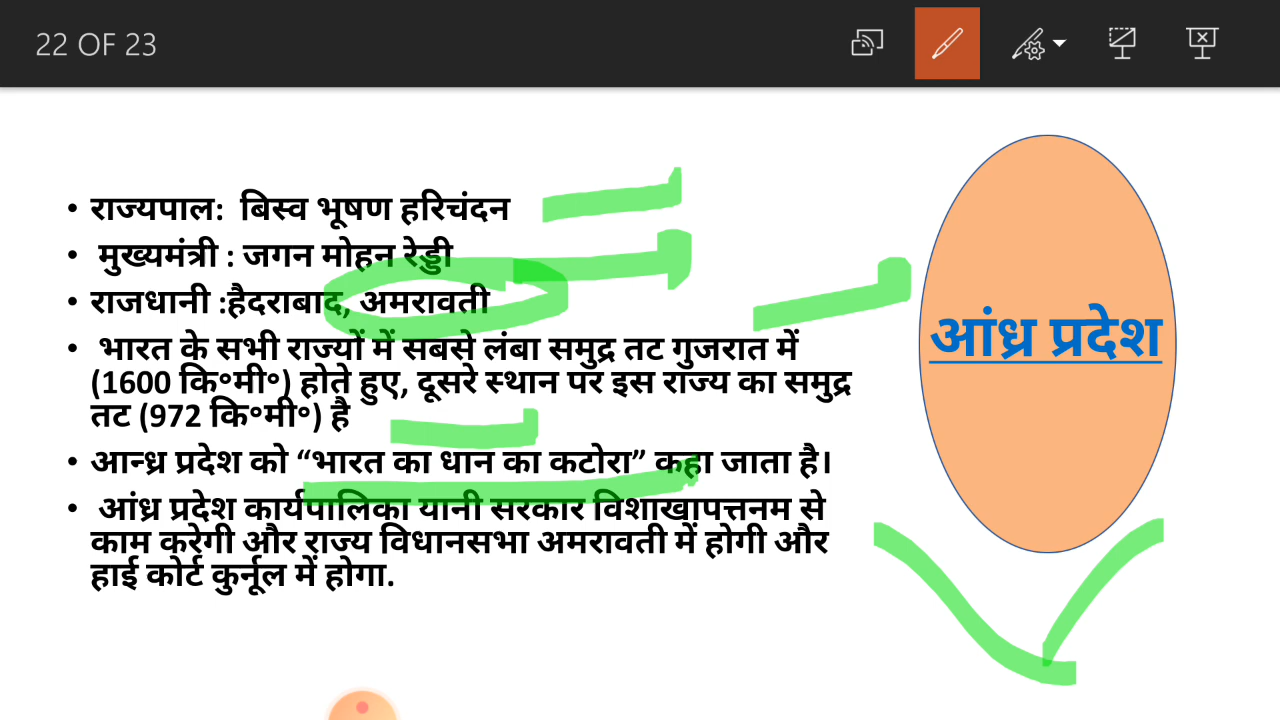 22 OF 23
• राज्यपाल: बिस्व भूषण हरिचंदन
• मुख्यमंत्री : जगन मोहन रेड्डी
• राजधानी :हैदराबाद, अमरावती
• भारत के सभी राज्यों में सबसे लंबा समुद्र तट गुजरात में
(1600 कि॰मी॰) होते हुए, दूसरे स्थान पर इस राज्य का समुद्र
तट (972 कि॰मी॰) है
• आन्ध्र प्रदेश को “भारत का धान का कटोरा” कहा जाता है।
• आंध्र प्रदेश कार्यपालिका यानी सरकार विशाखापत्तनम से
काम करेगी और राज्य विधानसभा अमरावती में होगी और
हाई कोर्ट कुर्नूल में होगा.
आंध्र प्रदेश